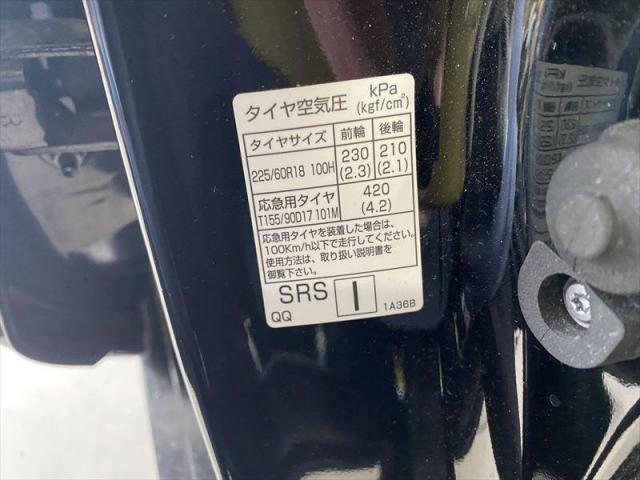 タイヤ空気圧 kPa
(kgf/cm²)
タイヤサイズ 前輪 後輪
225/60R18 100H 230 (2.3) 210 (2.1)
応急用タイヤ
T155/90D17 101M 420 (4.2)
応急用タイヤを装着した場合は、
100Km/h以下で走行してください。
使用方法は、取り扱い説明書を
御覧下さい。
SRS I
QQ 1A36B